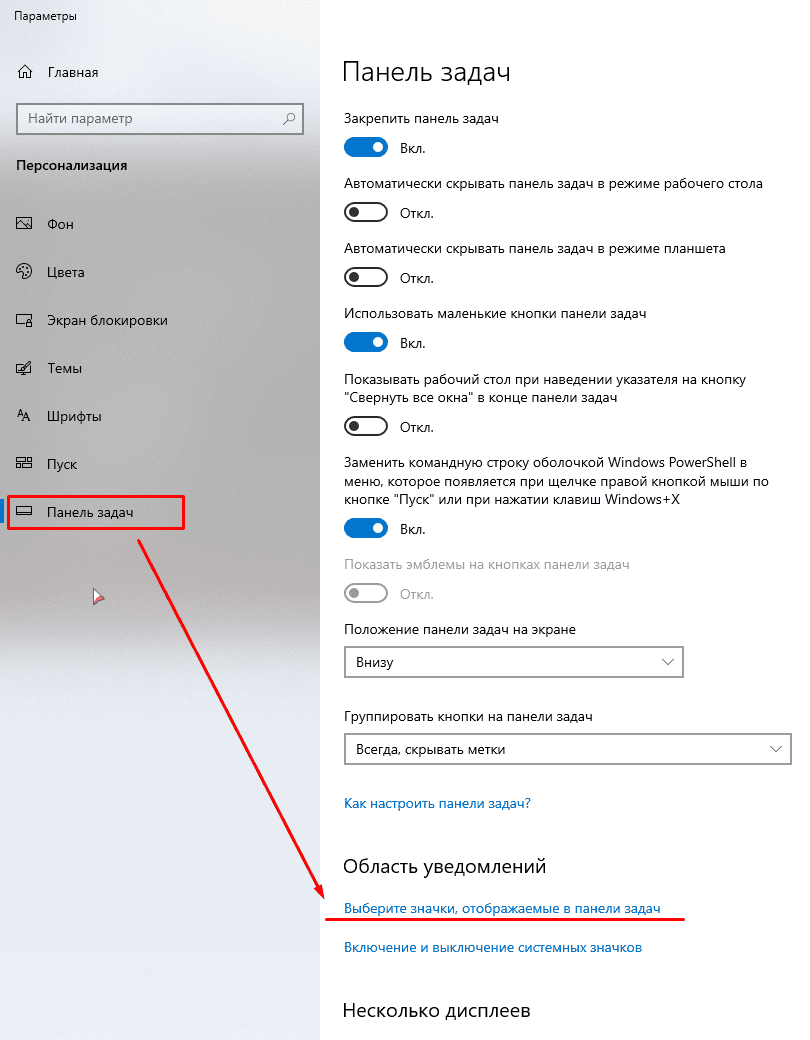 Параметры
Главная
Найти параметр
Персонализация
Фон
Цвета
Экран блокировки
Темы
Шрифты
Пуск
Панель задач
Панель задач
Закрепить панель задач
Вкл.
Автоматически скрывать панель задач в режиме рабочего стола
Откл.
Автоматически скрывать панель задач в режиме планшета
Откл.
Использовать маленькие кнопки панели задач
Вкл.
Показывать рабочий стол при наведении указателя на кнопку
"Свернуть все окна" в конце панели задач
Откл.
Заменить командную строку оболочкой Windows PowerShell в
меню, которое появляется при щелчке правой кнопкой мыши по
кнопке "Пуск" или при нажатии клавиш Windows+X
Вкл.
Показать эмблемы на кнопках панели задач
Откл.
Положение панели задач на экране
Внизу
Группировать кнопки на панели задач
Всегда, скрывать метки
Как настроить панели задач?
Область уведомлений
Выберите значки, отображаемые в панели задач
Включение и выключение системных значков
Несколько дисплеев